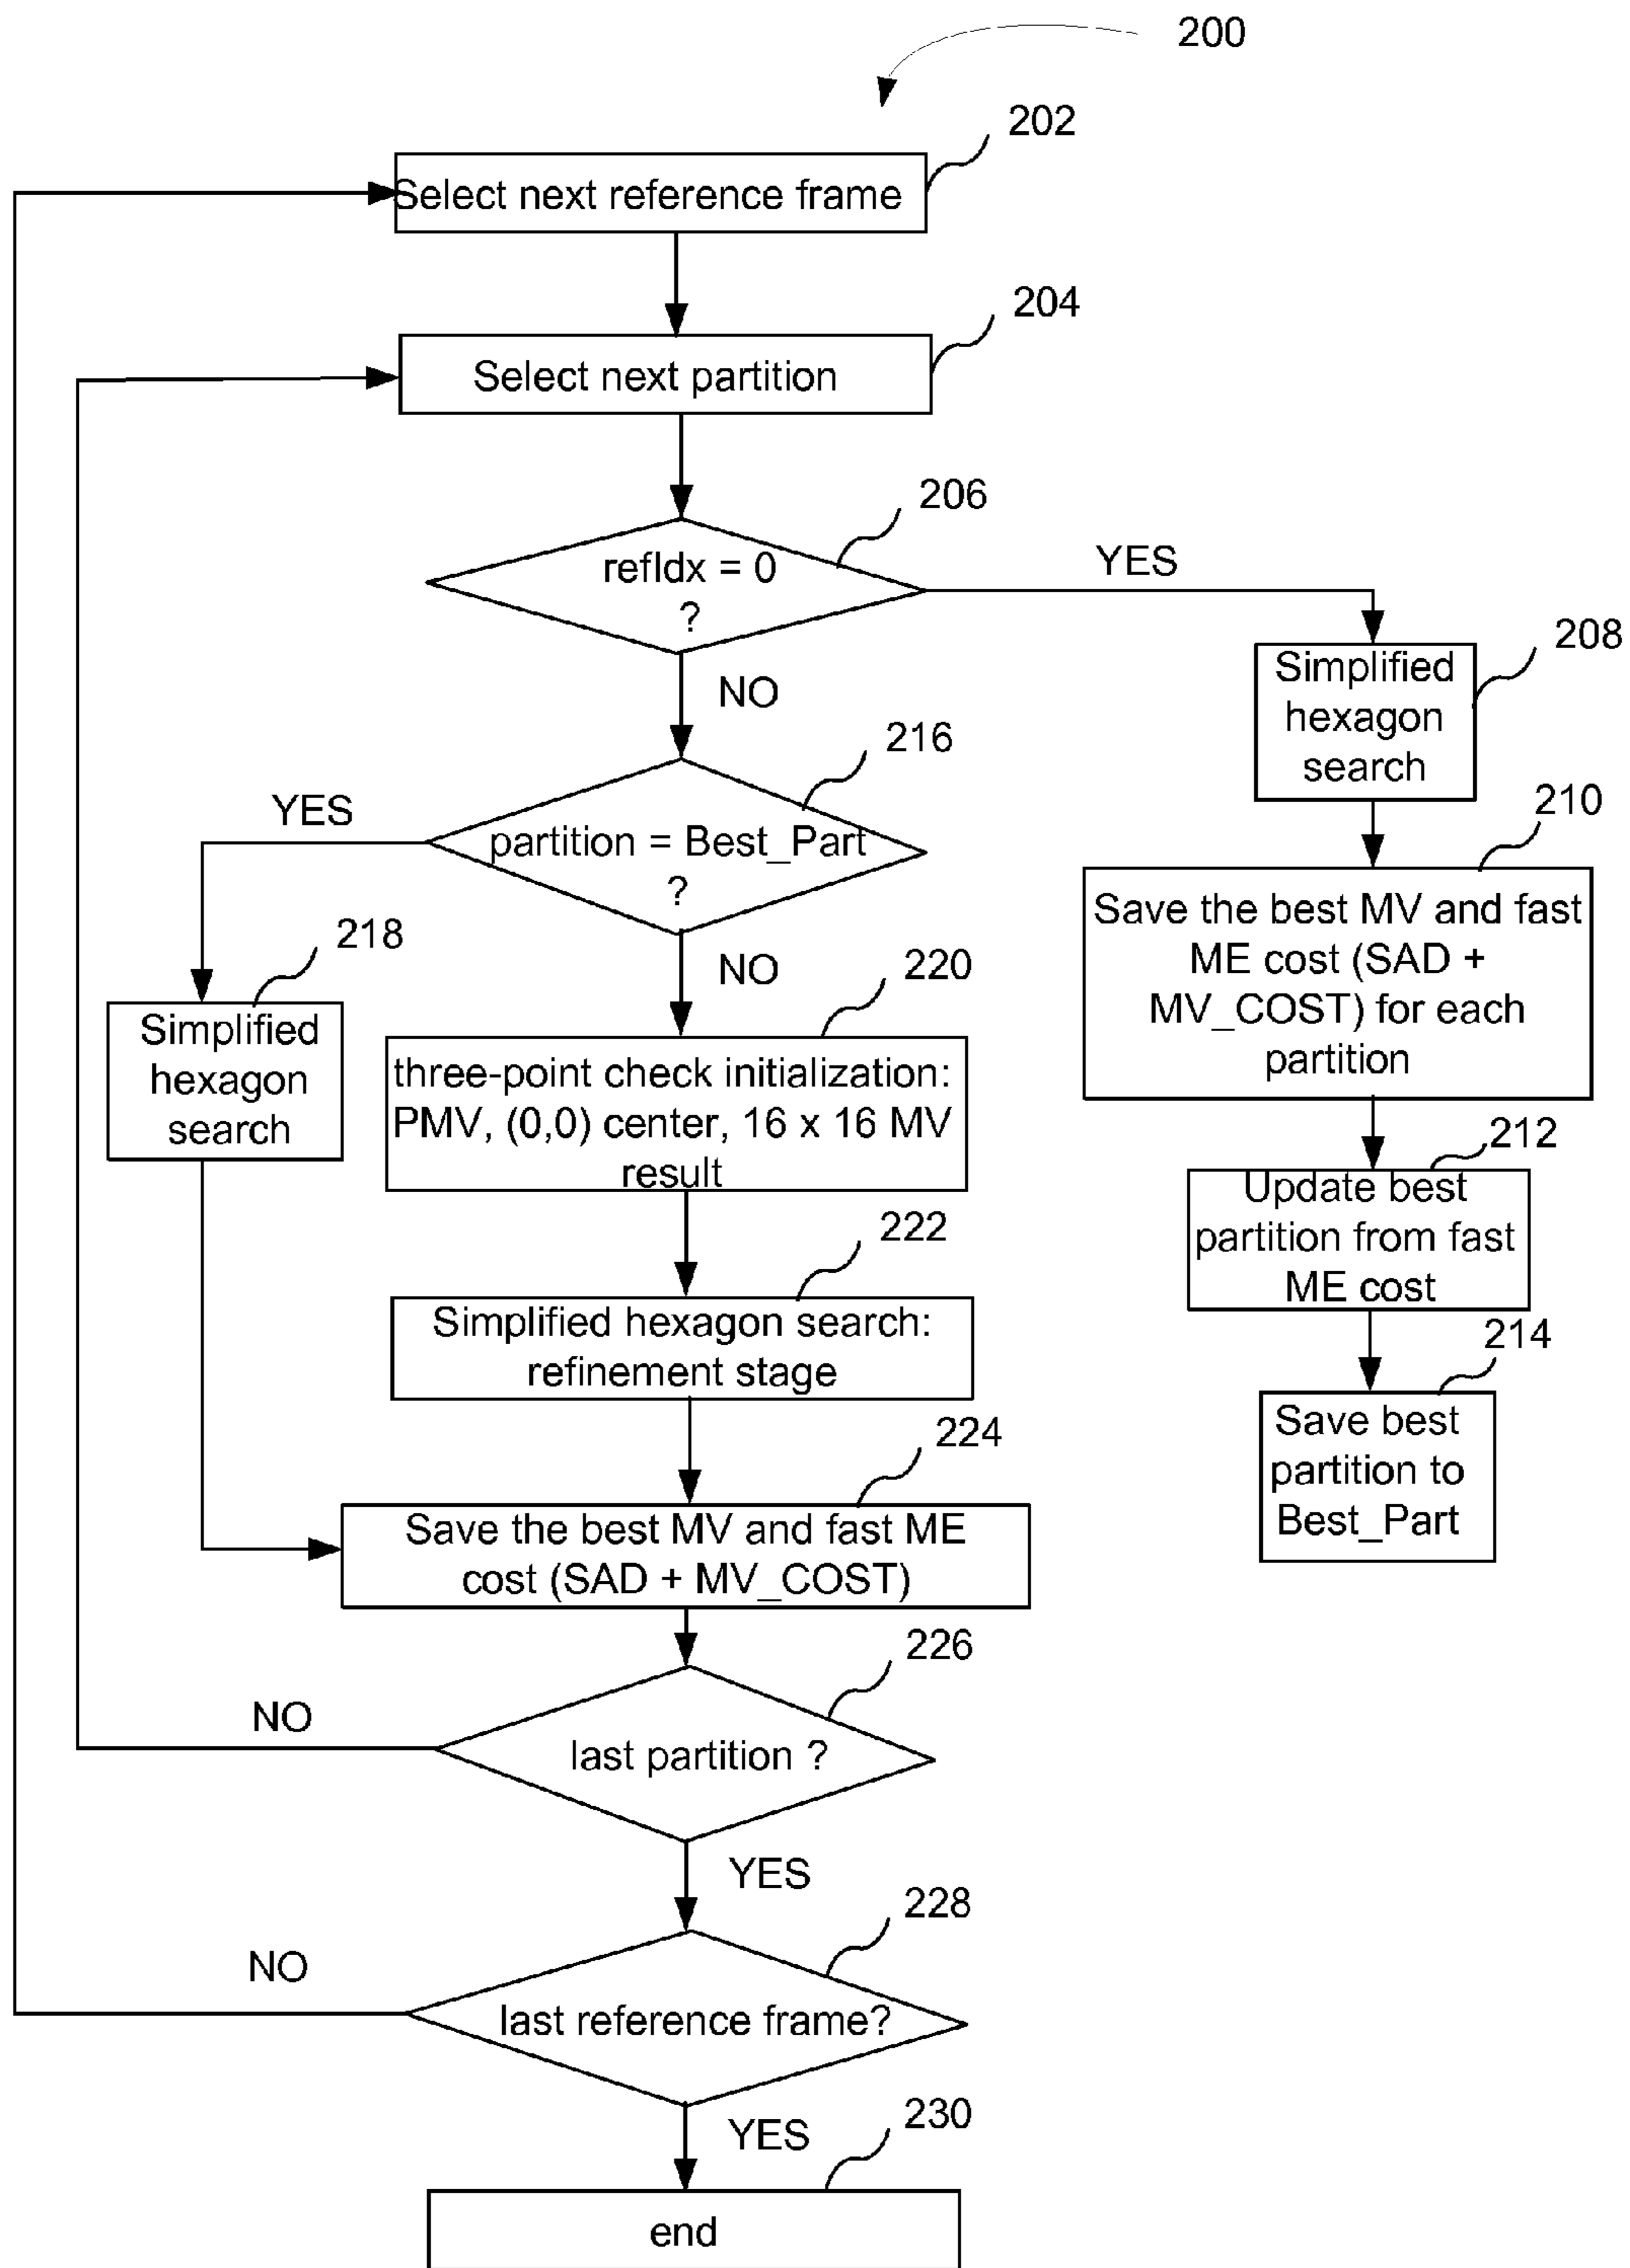 200
202
Select next reference frame
204
Select next partition
206
refIdx = 0
?
YES
NO
208
Simplified
hexagon
search
210
Save the best MV and fast
ME cost (SAD +
MV_COST) for each
partition
212
Update best
partition from fast
ME cost
214
Save best
partition to
Best_Part
216
partition = Best_Part
?
YES
NO
218
Simplified
hexagon
search
220
three-point check initialization:
PMV, (0,0) center, 16 x 16 MV
result
222
Simplified hexagon search:
refinement stage
224
Save the best MV and fast ME
cost (SAD + MV_COST)
226
last partition ?
NO
YES
228
last reference frame?
NO
YES
230
end